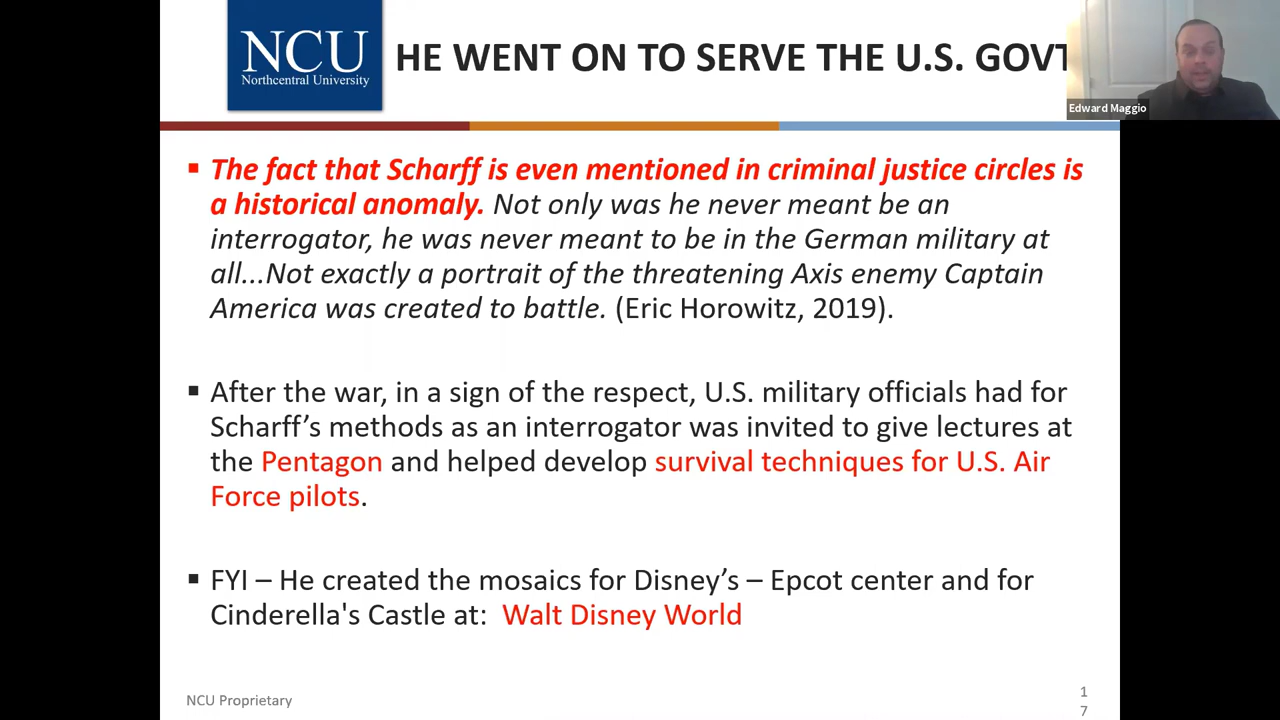 NCU
Northcentral University
HE WENT ON TO SERVE THE U.S. GOVT
Edward Maggio
▪ The fact that Scharff is even mentioned in criminal justice circles is
a historical anomaly. Not only was he never meant be an
interrogator, he was never meant to be in the German military at
all...Not exactly a portrait of the threatening Axis enemy Captain
America was created to battle. (Eric Horowitz, 2019).
▪ After the war, in a sign of the respect, U.S. military officials had for
Scharff’s methods as an interrogator was invited to give lectures at
the Pentagon and helped develop survival techniques for U.S. Air
Force pilots.
▪ FYI – He created the mosaics for Disney’s – Epcot center and for
Cinderella's Castle at: Walt Disney World
NCU Proprietary
1
7